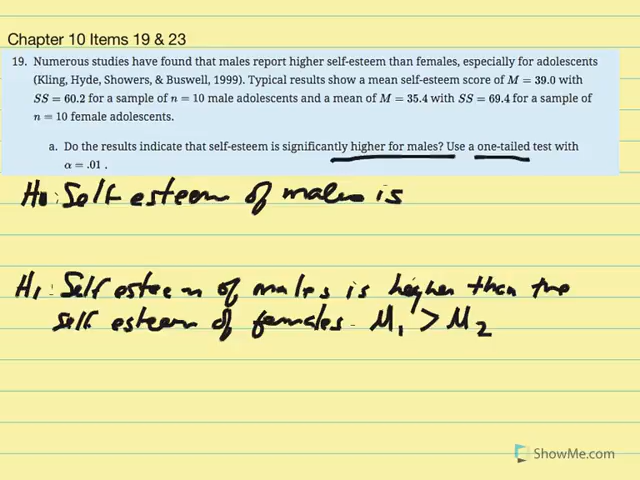 Chapter 10 Items 19 & 23
19. Numerous studies have found that males report higher self-esteem than females, especially for adolescents
(Kling, Hyde, Showers, & Buswell, 1999). Typical results show a mean self-esteem score of M = 39.0 with
SS = 60.2 for a sample of n = 10 male adolescents and a mean of M = 35.4 with SS = 69.4 for a sample of
n = 10 female adolescents.
a. Do the results indicate that self-esteem is significantly higher for males? Use a one-tailed test with
α = .01 .
H0: Self esteem of males is
H1: Self esteem of males is higher than the
self esteem of females. M1 > M2
ShowMe.com